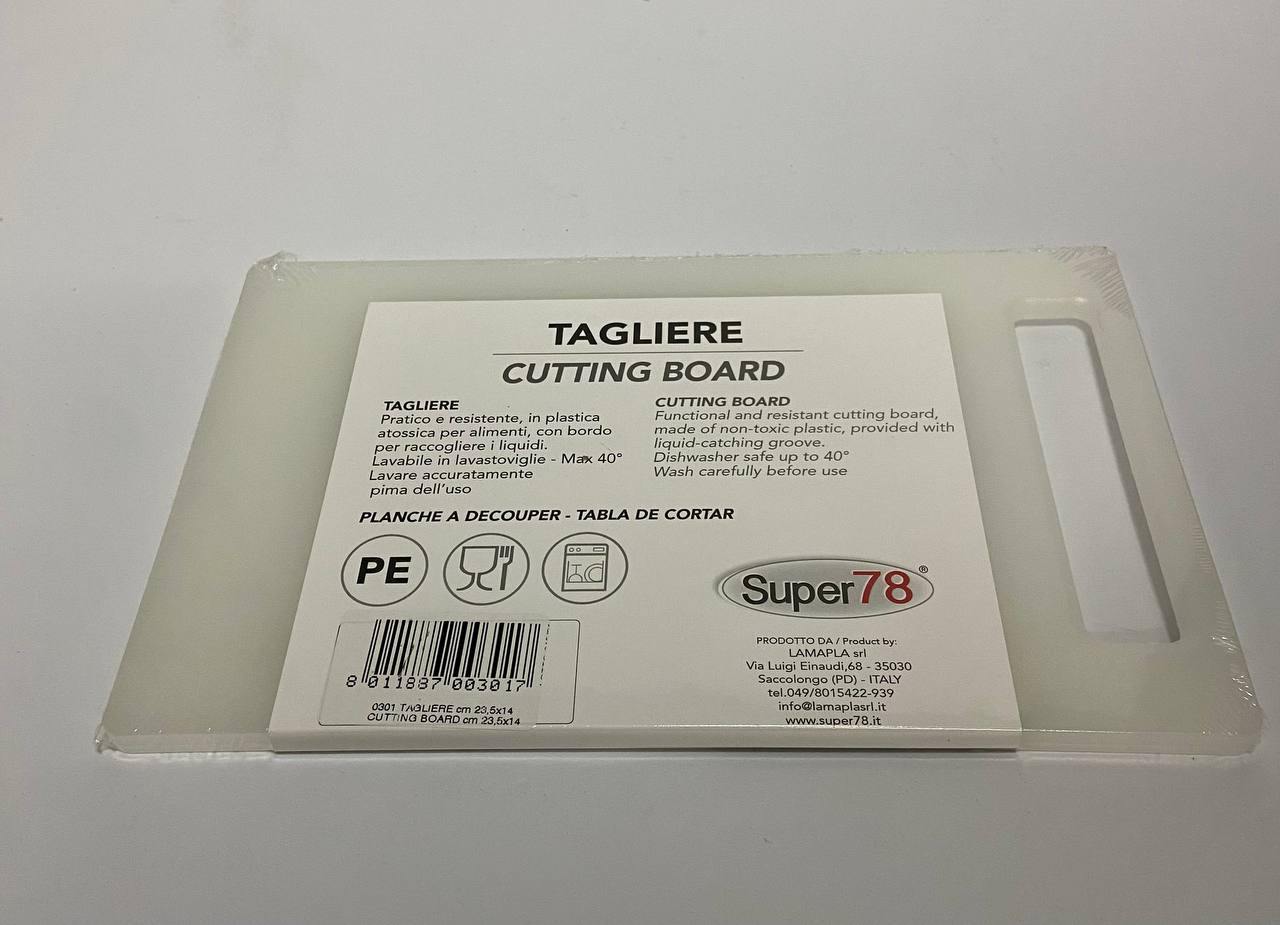 TAGLIERE
CUTTING BOARD
TAGLIERE
Pratico e resistente, in plastica
atossica per alimenti, con bordo
per raccogliere i liquidi.
Lavabile in lavastoviglie - Max 40°
Lavare accuratamente
pima dell'uso
CUTTING BOARD
Functional and resistant cutting board,
made of non-toxic plastic, provided with
liquid-catching groove.
Dishwasher safe up to 40°
Wash carefully before use
PLANCHE A DECOUPER - TABLA DE CORTAR
PE
Super78®
8 011887 003017
0301 TAGLIERE cm 23,5x14
CUTTING BOARD cm 23,5x14
PRODOTTO DA / Product by:
LAMAPLA srl
Via Luigi Einaudi,68 - 35030
Saccolongo (PD) - ITALY
tel.049/8015422-939
info@lamaplasrl.it
www.super78.it